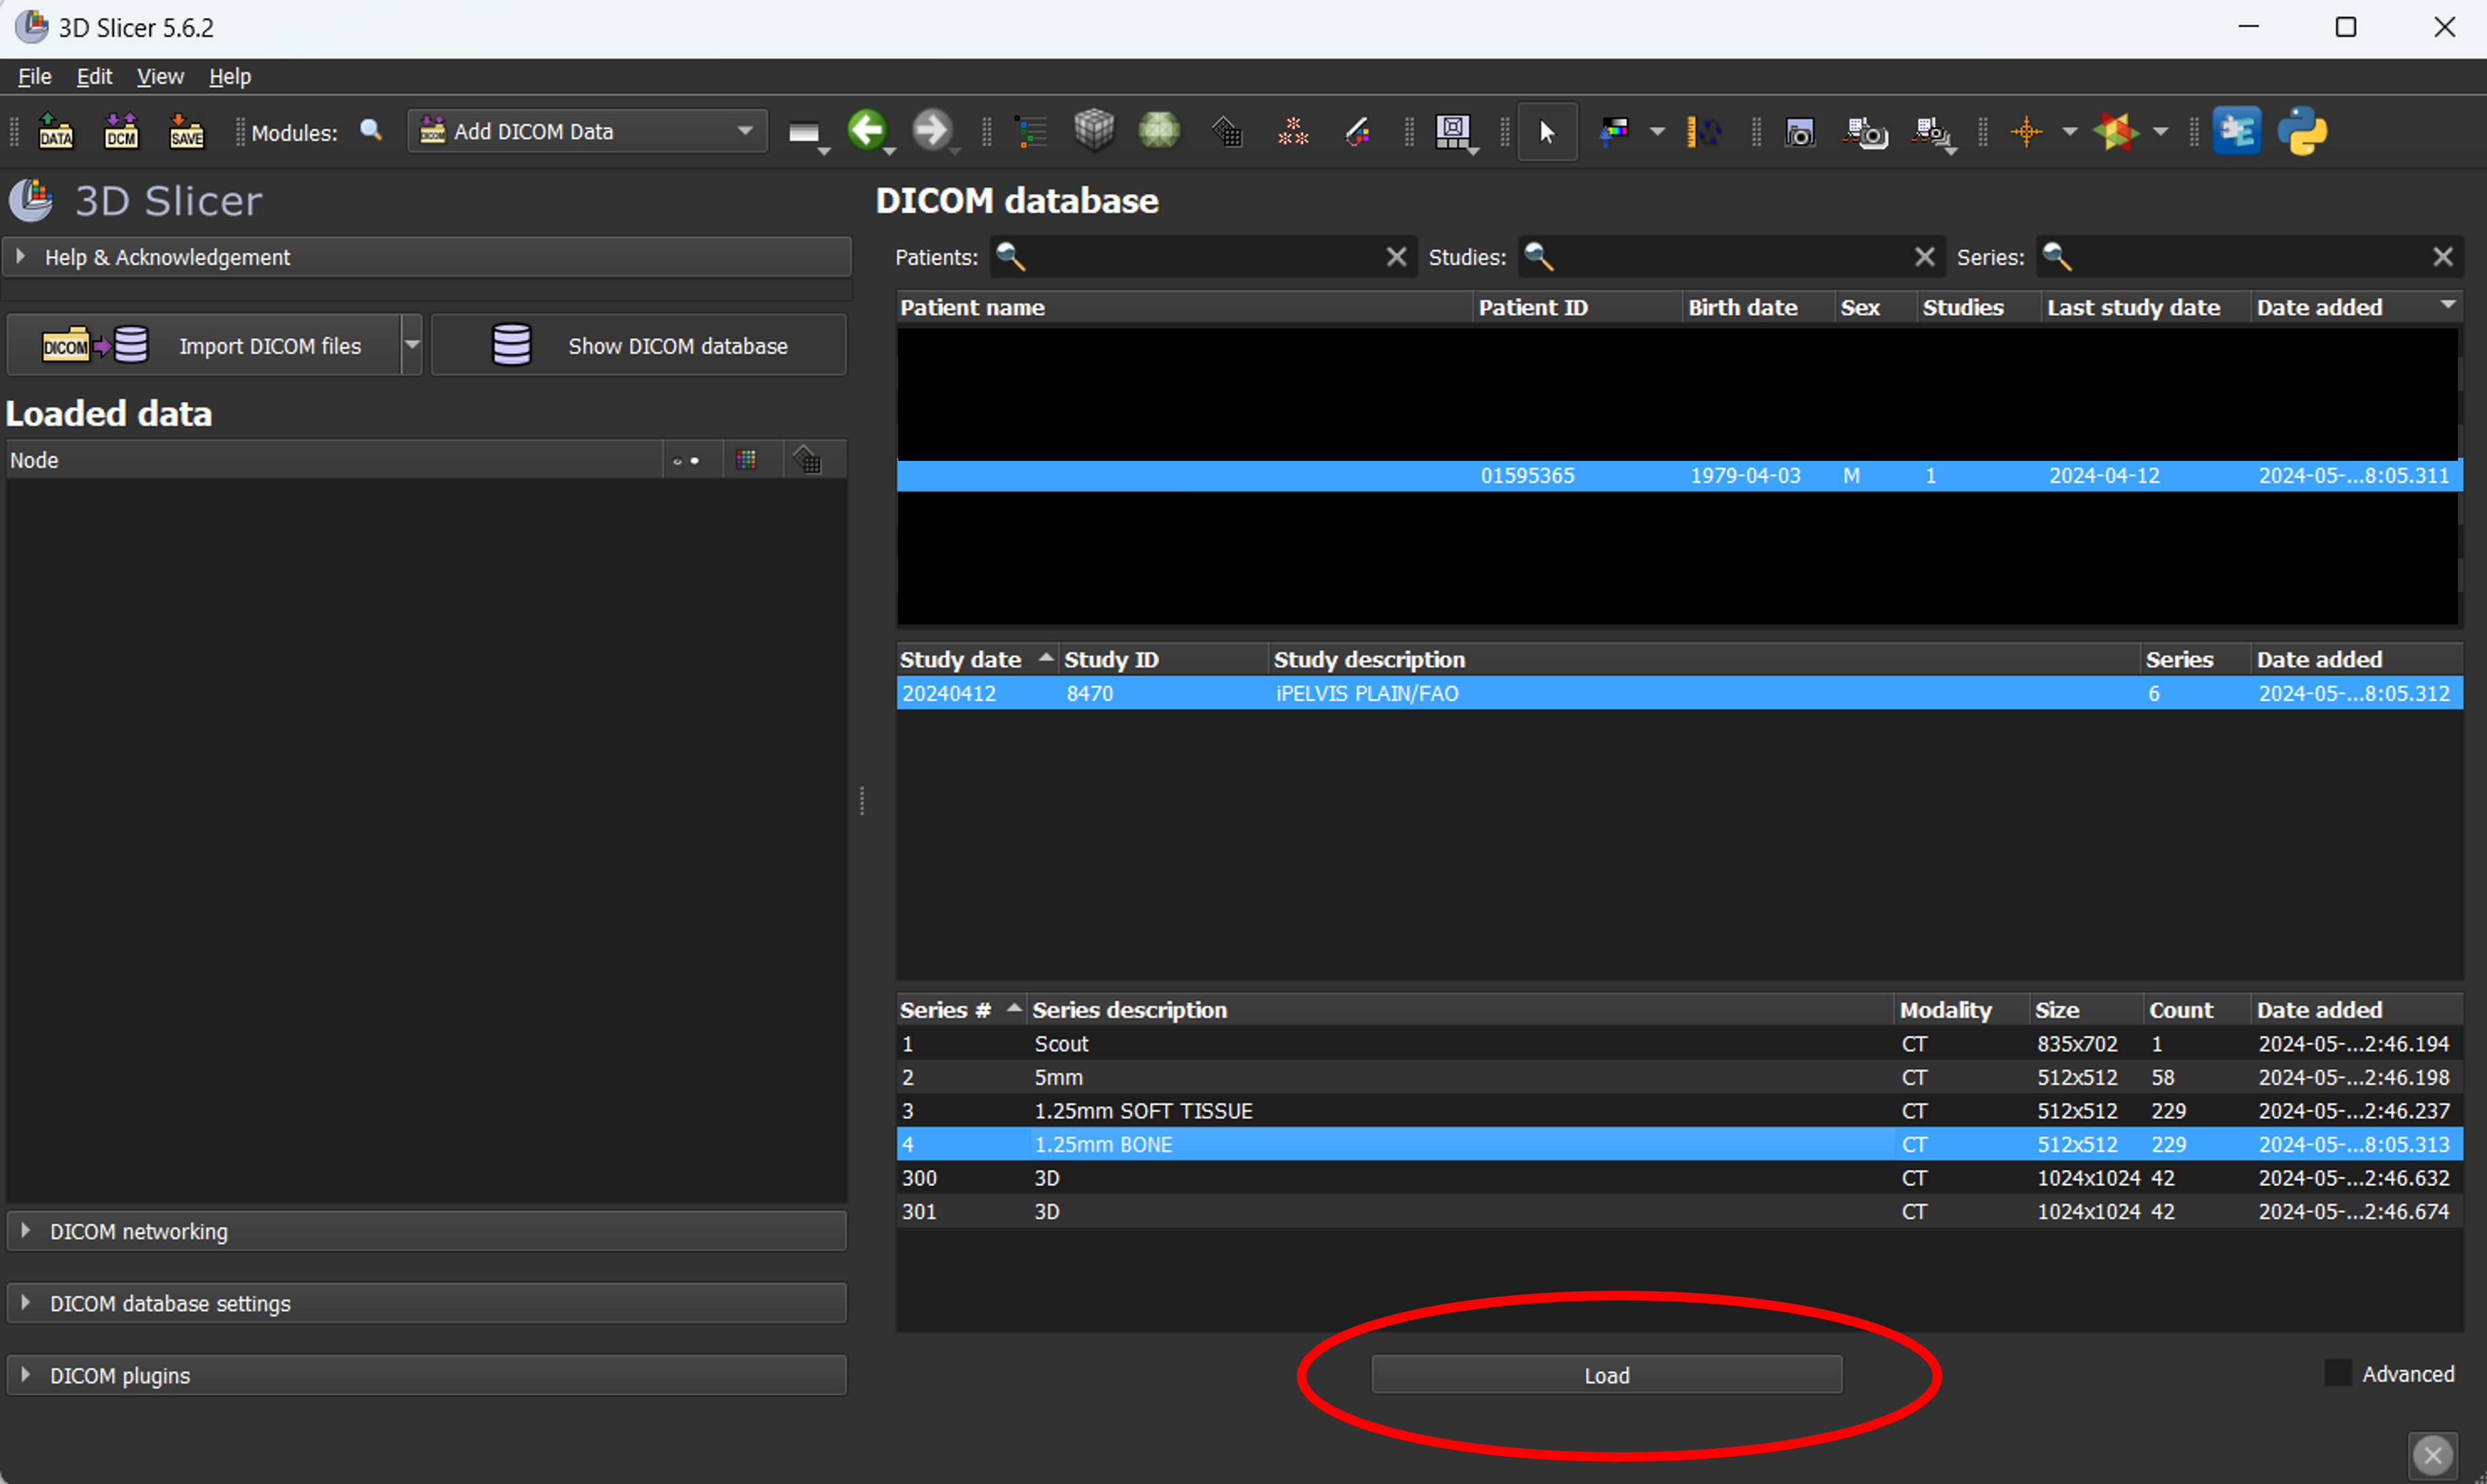 3D Slicer 5.6.2
File Edit View Help
DATA DCM SAVE Modules: Add DICOM Data
3D Slicer
Help & Acknowledgement
DICOM Import DICOM files Show DICOM database
Loaded data
Node
DICOM networking
DICOM database settings
DICOM plugins
DICOM database
Patients: Studies: Series:
Patient name Patient ID Birth date Sex Studies Last study date Date added
01595365 1979-04-03 M 1 2024-04-12 2024-05-...8:05.311
Study date Study ID Study description Series Date added
20240412 8470 iPELVIS PLAIN/FAO 6 2024-05-...8:05.312
Series # Series description Modality Size Count Date added
1 Scout CT 835x702 1 2024-05-...2:46.194
2 5mm CT 512x512 58 2024-05-...2:46.198
3 1.25mm SOFT TISSUE CT 512x512 229 2024-05-...2:46.237
4 1.25mm BONE CT 512x512 229 2024-05-...8:05.313
300 3D CT 1024x1024 42 2024-05-...2:46.632
301 3D CT 1024x1024 42 2024-05-...2:46.674
Load
Advanced